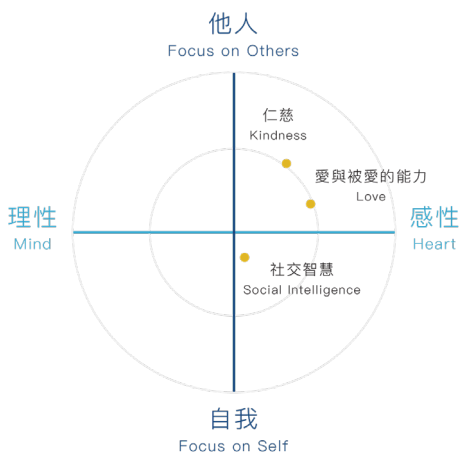 他人
Focus on Others
仁慈
Kindness
愛與被愛的能力
Love
理性
Mind
感性
Heart
社交智慧
Social Intelligence
自我
Focus on Self